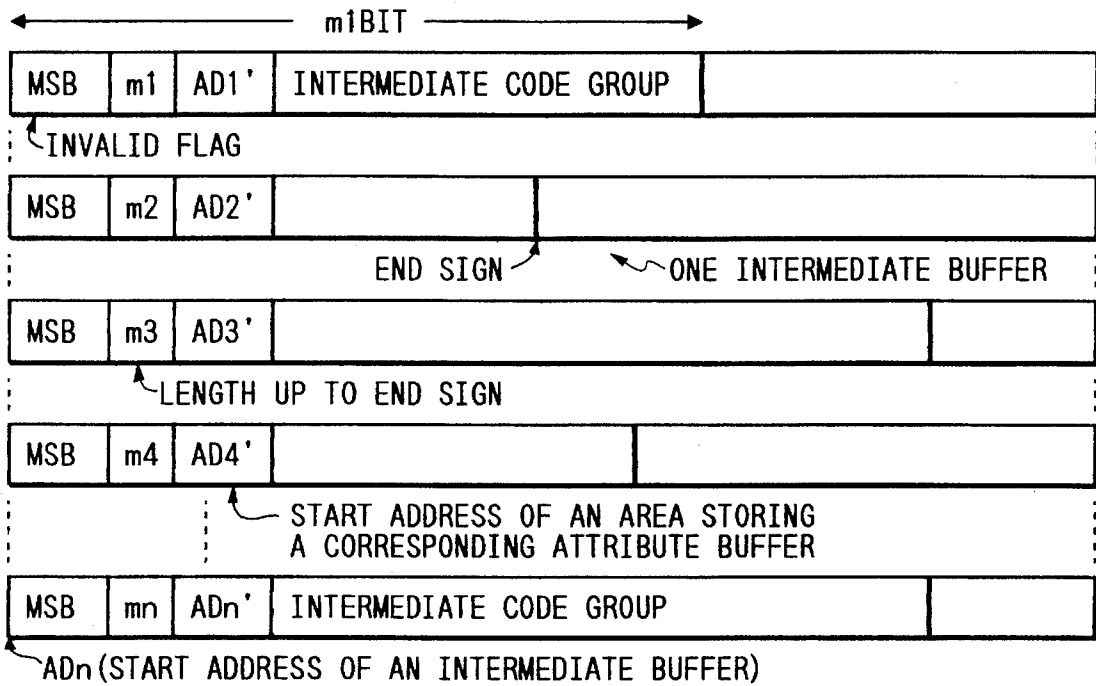 m1BIT
MSB m1 AD1' INTERMEDIATE CODE GROUP
INVALID FLAG
MSB m2 AD2'
END SIGN ONE INTERMEDIATE BUFFER
MSB m3 AD3'
LENGTH UP TO END SIGN
MSB m4 AD4'
START ADDRESS OF AN AREA STORING
A CORRESPONDING ATTRIBUTE BUFFER
MSB mn ADn' INTERMEDIATE CODE GROUP
ADn(START ADDRESS OF AN INTERMEDIATE BUFFER)